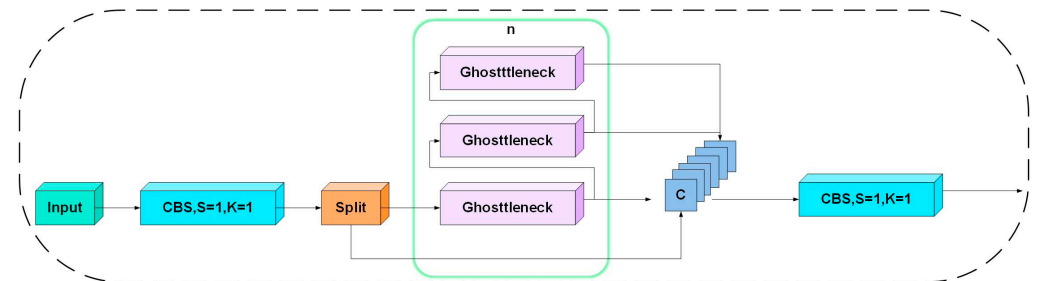 n
Ghostttleneck
Ghosttleneck
Input
CBS,S=1,K=1
Split
Ghosttleneck
C
CBS,S=1,K=1